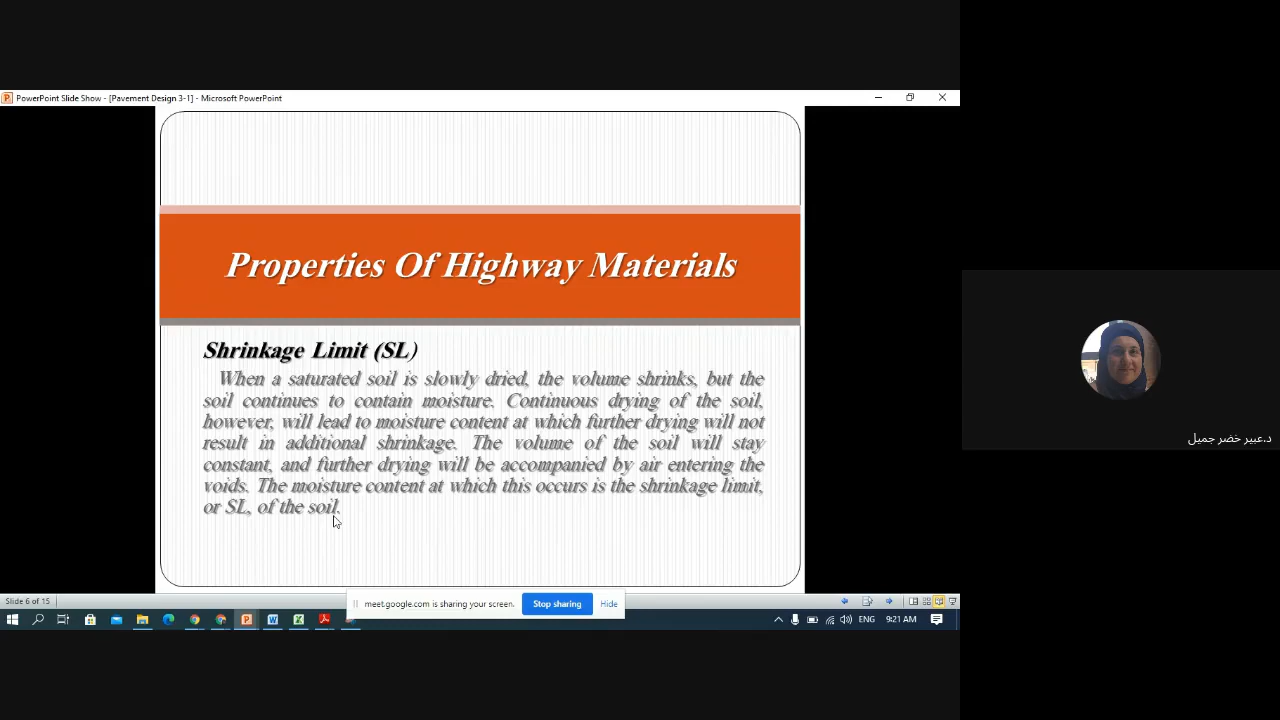 PowerPoint Slide Show - [Pavement Design 3-1] - Microsoft PowerPoint
Properties Of Highway Materials
Shrinkage Limit (SL)
When a saturated soil is slowly dried, the volume shrinks, but the
soil continues to contain moisture. Continuous drying of the soil,
however, will lead to moisture content at which further drying will not
result in additional shrinkage. The volume of the soil will stay
constant, and further drying will be accompanied by air entering the
voids. The moisture content at which this occurs is the shrinkage limit,
or SL, of the soil.
د.عبير خضر جميل
Slide 6 of 15
meet.google.com is sharing your screen.
Stop sharing
Hide
ENG
9:21 AM